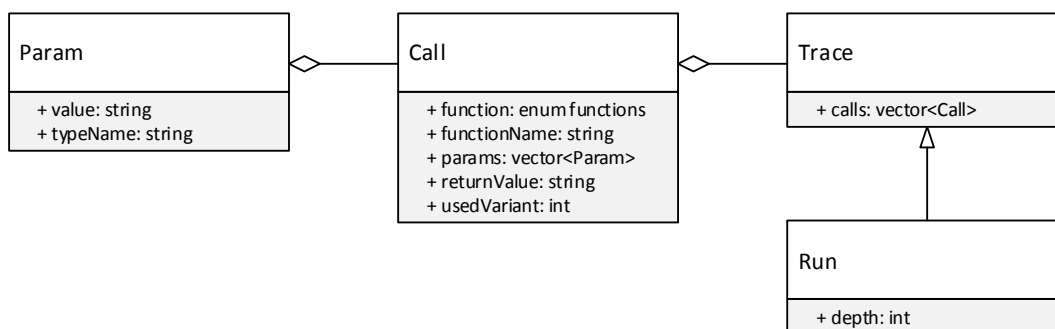 Param
+ value: string
+ typeName: string
Call
+ function: enum functions
+ functionName: string
+ params: vector<Param>
+ returnValue: string
+ usedVariant: int
Trace
+ calls: vector<Call>
Run
+ depth: int